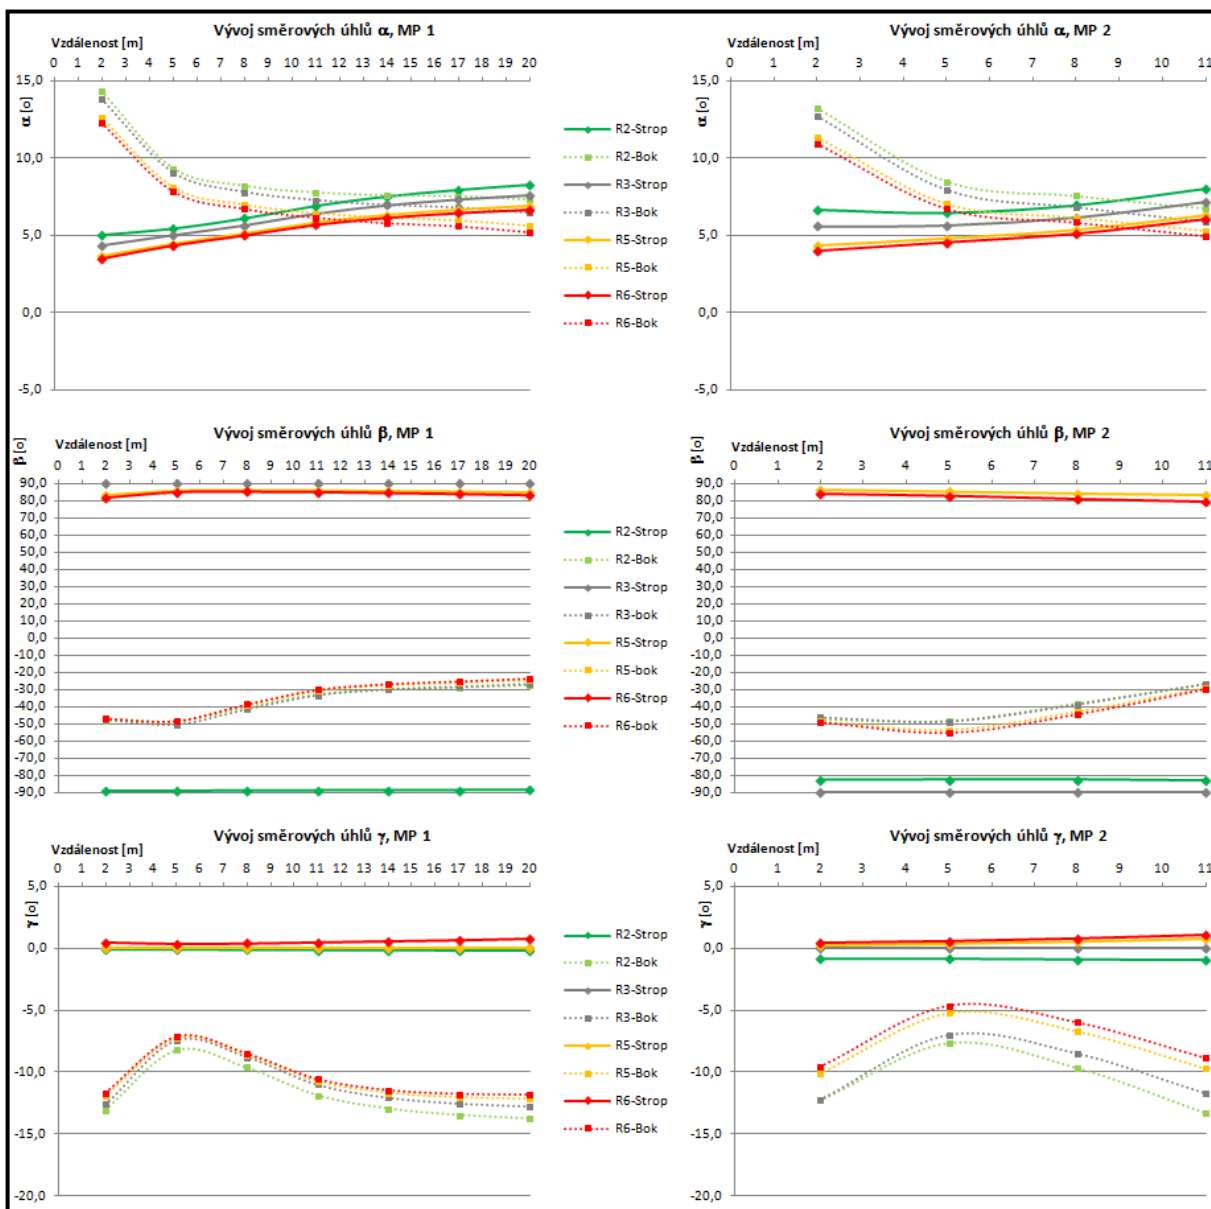 Vývoj směrových úhlů α, MP 1
Vzdálenost [m]
0 1 2 3 4 5 6 7 8 9 10 11 12 13 14 15 16 17 18 19 20
α [o]
15,0
10,0
5,0
0,0
-5,0
R2-Strop
R2-Bok
R3-Strop
R3-Bok
R5-Strop
R5-Bok
R6-Strop
R6-Bok
Vývoj směrových úhlů α, MP 2
Vzdálenost [m]
0 1 2 3 4 5 6 7 8 9 10 11
α [o]
15,0
10,0
5,0
0,0
-5,0
Vývoj směrových úhlů β, MP 1
Vzdálenost [m]
0 1 2 3 4 5 6 7 8 9 10 11 12 13 14 15 16 17 18 19 20
β [o]
90,0
80,0
70,0
60,0
50,0
40,0
30,0
20,0
10,0
0,0
-10,0
-20,0
-30,0
-40,0
-50,0
-60,0
-70,0
-80,0
-90,0
R2-Strop
R2-Bok
R3-Strop
R3-bok
R5-Strop
R5-bok
R6-Strop
R6-bok
Vývoj směrových úhlů β, MP 2
Vzdálenost [m]
0 1 2 3 4 5 6 7 8 9 10 11
β [o]
90,0
80,0
70,0
60,0
50,0
40,0
30,0
20,0
10,0
0,0
-10,0
-20,0
-30,0
-40,0
-50,0
-60,0
-70,0
-80,0
-90,0
Vývoj směrových úhlů γ, MP 1
Vzdálenost [m]
0 1 2 3 4 5 6 7 8 9 10 11 12 13 14 15 16 17 18 19 20
γ [o]
5,0
0,0
-5,0
-10,0
-15,0
-20,0
R2-Strop
R2-Bok
R3-Strop
R3-Bok
R5-Strop
R5-Bok
R6-Strop
R6-Bok
Vývoj směrových úhlů γ, MP 2
Vzdálenost [m]
0 1 2 3 4 5 6 7 8 9 10 11
γ [o]
5,0
0,0
-5,0
-10,0
-15,0
-20,0